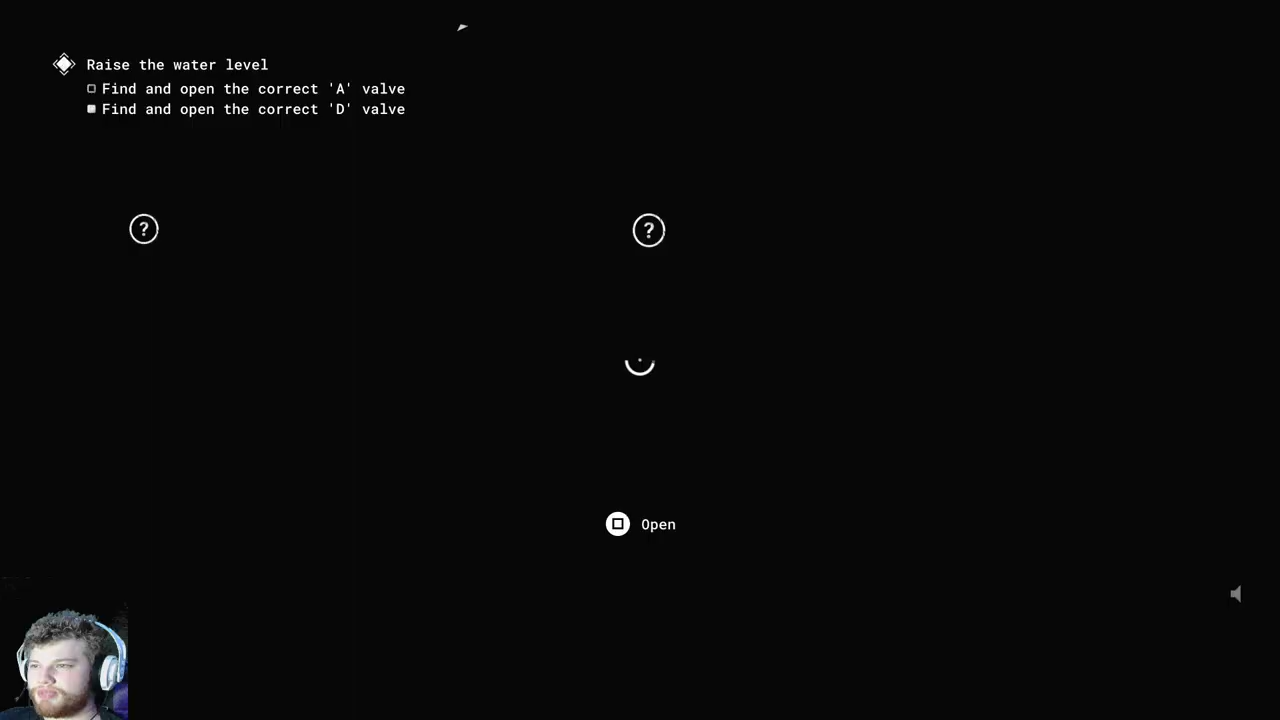 Raise the water level
Find and open the correct 'A' valve
Find and open the correct 'D' valve
?
?
Open